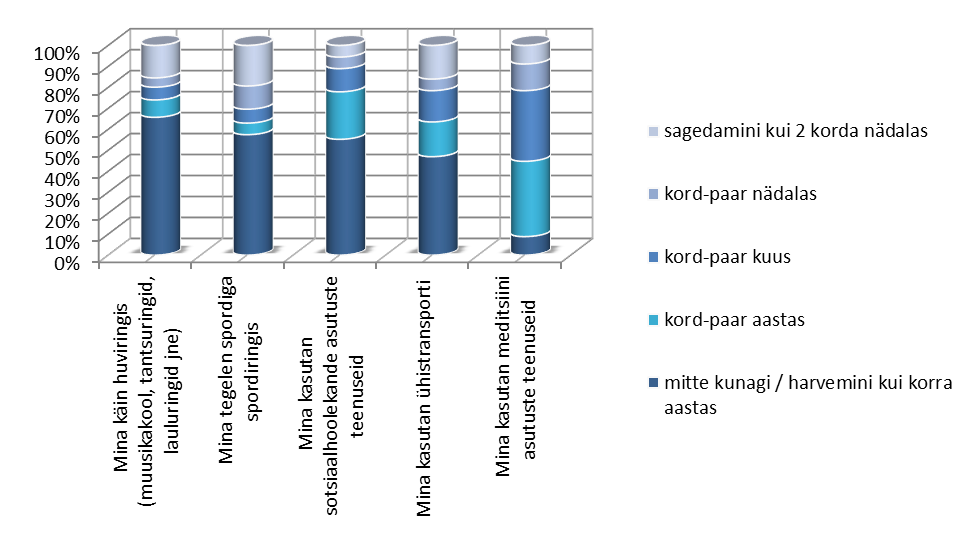 100%
90%
80%
70%
60%
50%
40%
30%
20%
10%
0%
Mina käin huviringis
(muusikakool, tantsuringid,
lauluringid jne)
Mina tegelen spordiga
spordiringis
Mina kasutan
sotsiaalhoolekande asutuste
teenuseid
Mina kasutan ühistransporti
Mina kasutan meditsiini
asutuste teenuseid
sagedamini kui 2 korda nädalas
kord-paar nädalas
kord-paar kuus
kord-paar aastas
mitte kunagi / harvemini kui korra
aastas